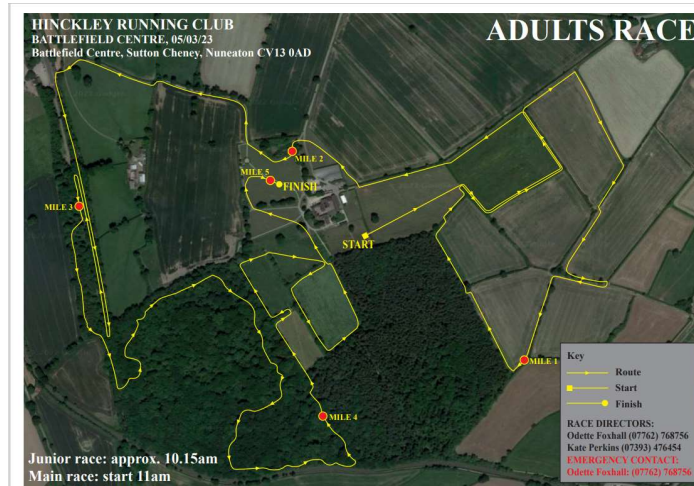 HINCKLEY RUNNING CLUB
BATTLEFIELD CENTRE, 05/03/23
Battlefield Centre, Sutton Cheney, Nuneaton CV13 0AD
ADULTS RACE
MILE 2
MILE 5
FINISH
MILE 3
START
MILE 1
MILE 4
Key
Route
Start
Finish
RACE DIRECTORS:
Odette Foxhall (07762) 768756
Kate Perkins (07393) 476454
EMERGENCY CONTACT:
Odette Foxhall: (07762) 768756
Junior race: approx. 10.15am
Main race: start 11am